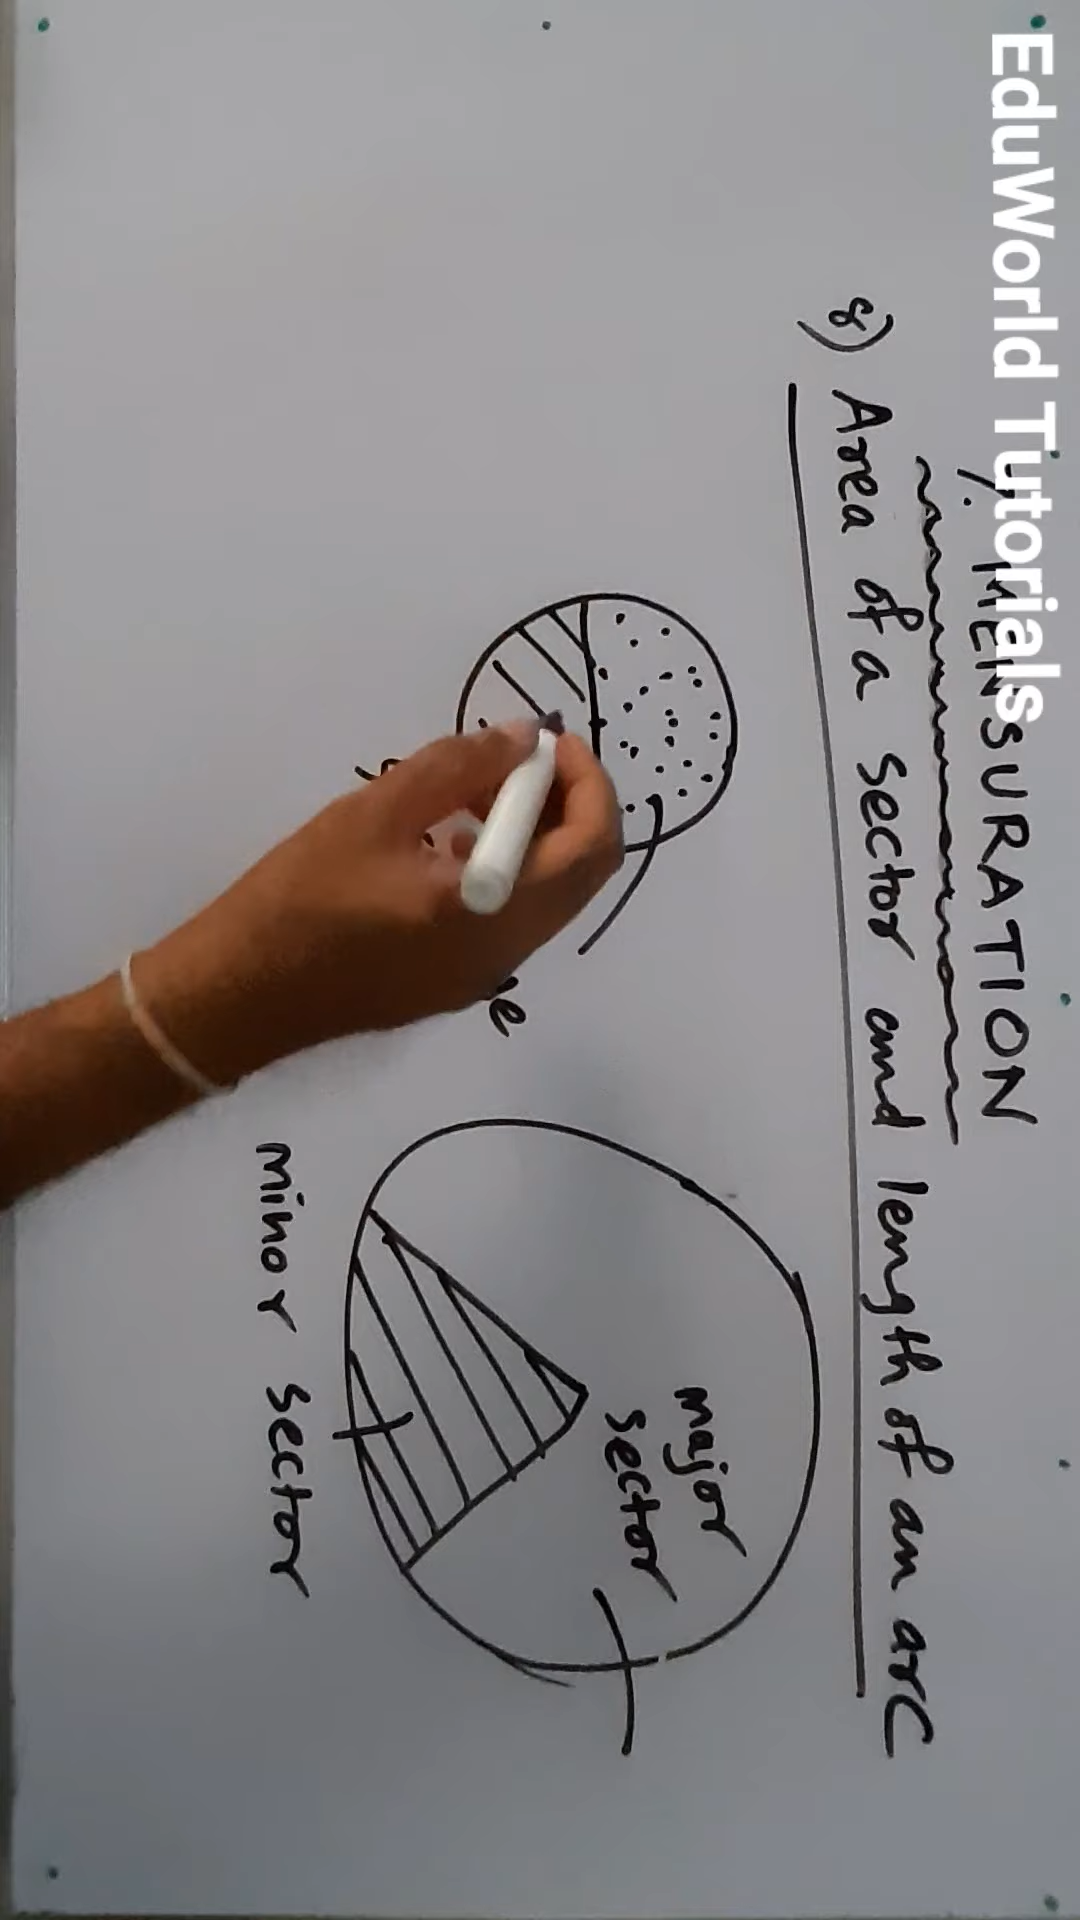 EduWorld Tutorials
7. MENSURATION
8) Area of a sector and length of an arc
major
sector
minor sector